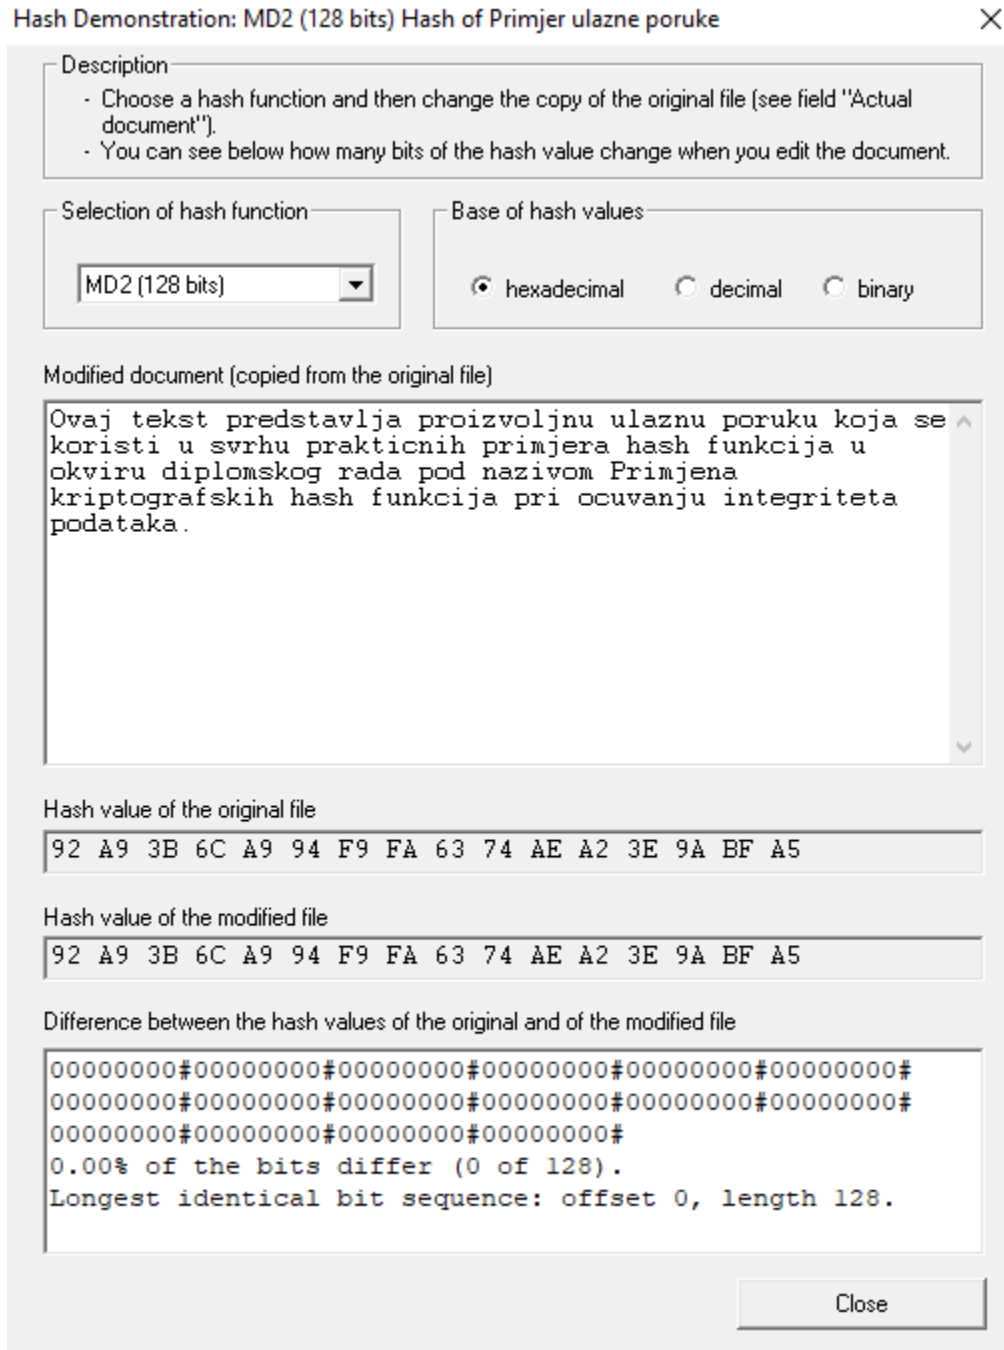 Hash Demonstration: MD2 (128 bits) Hash of Primjer ulazne poruke
Description
- Choose a hash function and then change the copy of the original file (see field "Actual
document").
- You can see below how many bits of the hash value change when you edit the document.
Selection of hash function
Base of hash values
MD2 (128 bits)
hexadecimal
decimal
binary
Modified document (copied from the original file)
Ovaj tekst predstavlja proizvoljnu ulaznu poruku koja se
koristi u svrhu prakticnih primjera hash funkcija u
okviru diplomskog rada pod nazivom Primjena
kriptografskih hash funkcija pri ocuvanju integriteta
podataka.
Hash value of the original file
92 A9 3B 6C A9 94 F9 FA 63 74 AE A2 3E 9A BF A5
Hash value of the modified file
92 A9 3B 6C A9 94 F9 FA 63 74 AE A2 3E 9A BF A5
Difference between the hash values of the original and of the modified file
00000000#00000000#00000000#00000000#00000000#00000000#
00000000#00000000#00000000#00000000#00000000#00000000#
00000000#00000000#00000000#00000000#
0.00% of the bits differ (0 of 128).
Longest identical bit sequence: offset 0, length 128.
Close